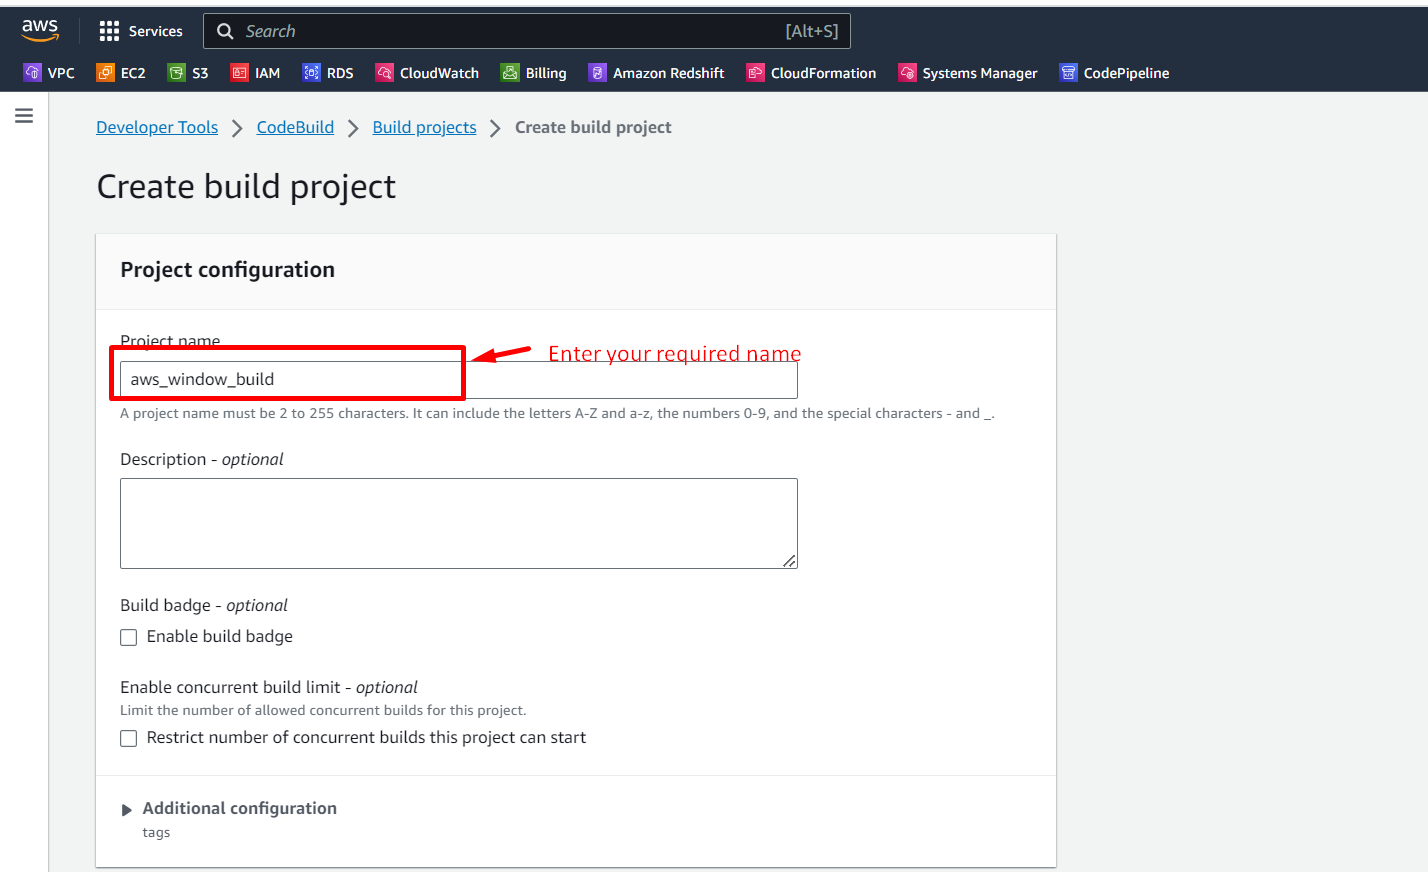 aws Services Search [Alt+S]
VPC EC2 S3 IAM RDS CloudWatch Billing Amazon Redshift CloudFormation Systems Manager CodePipeline
Developer Tools CodeBuild Build projects Create build project
Create build project
Project configuration
Project name
Enter your required name
aws_window_build
A project name must be 2 to 255 characters. It can include the letters A-Z and a-z, the numbers 0-9, and the special characters - and _.
Description - optional
Build badge - optional
Enable build badge
Enable concurrent build limit - optional
Limit the number of allowed concurrent builds for this project.
Restrict number of concurrent builds this project can start
Additional configuration
tags